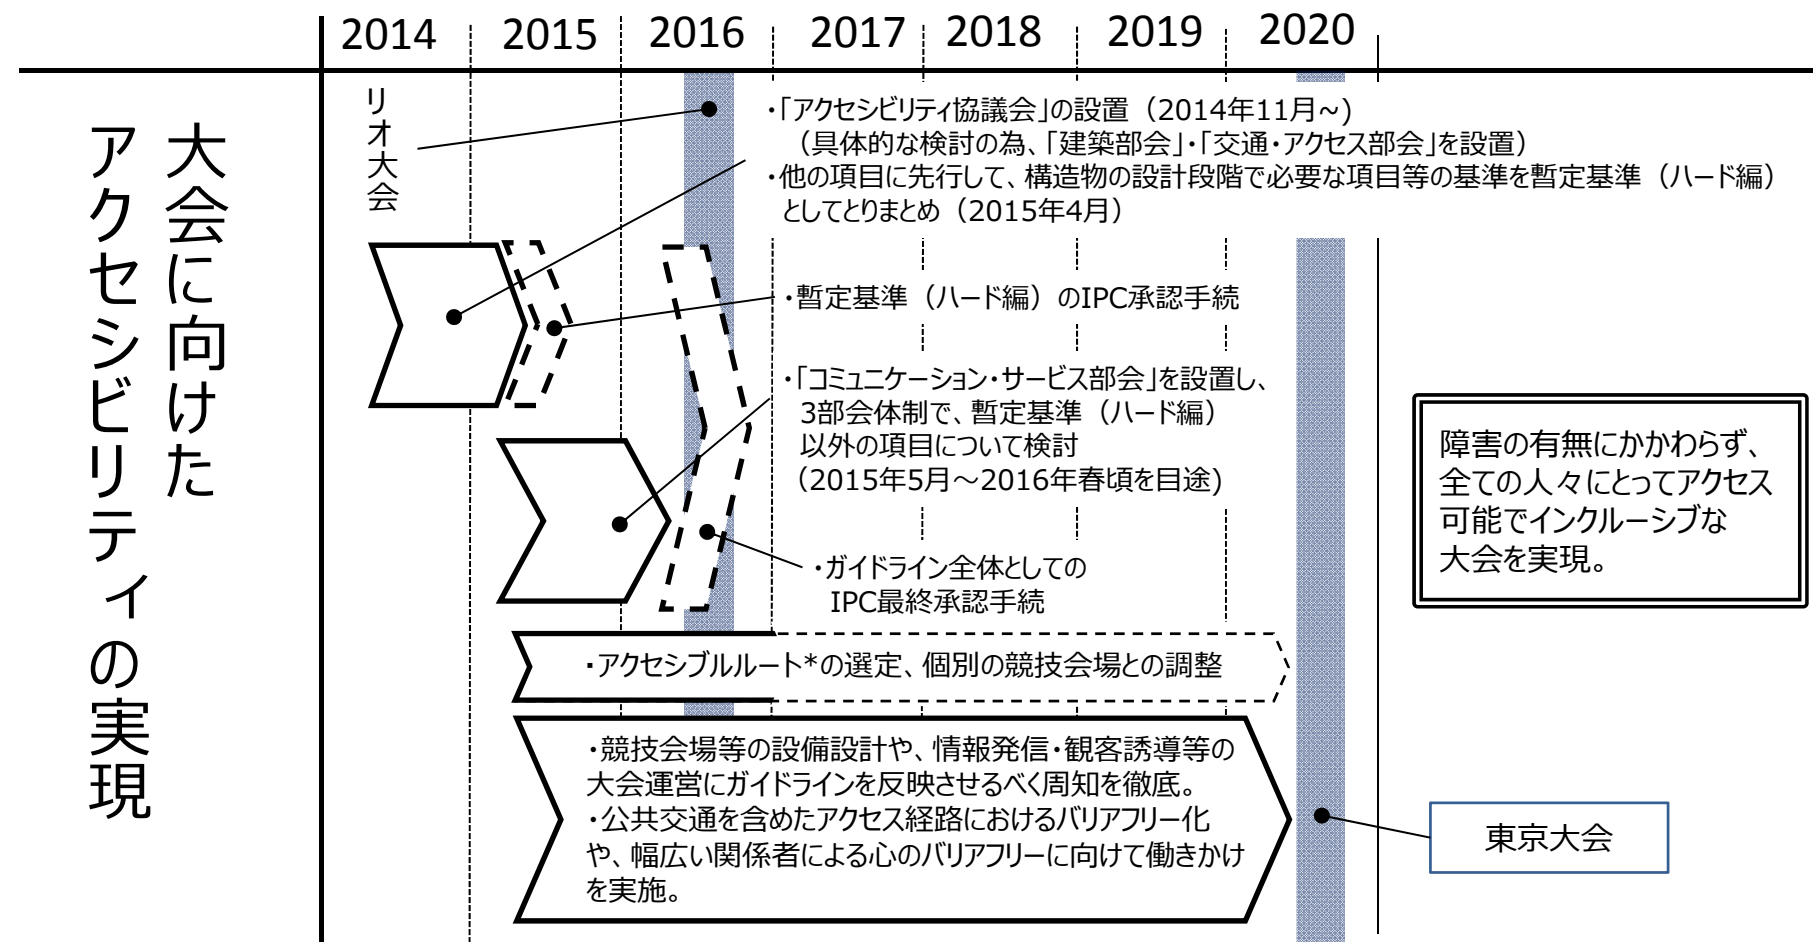 2014 2015 2016 2017 2018 2019 2020
大会に向けた
アクセシビリティの実現
リオ大会
・「アクセシビリティ協議会」の設置（2014年11月~)
（具体的な検討の為、「建築部会」・「交通・アクセス部会」を設置）
・他の項目に先行して、構造物の設計段階で必要な項目等の基準を暫定基準（ハード編）
としてとりまとめ（2015年4月）
・暫定基準（ハード編）のIPC承認手続
・「コミュニケーション・サービス部会」を設置し、
3部会体制で、暫定基準（ハード編）
以外の項目について検討
（2015年5月～2016年春頃を目途)
・ガイドライン全体としての
IPC最終承認手続
・アクセシブルルート*の選定、個別の競技会場との調整
・競技会場等の設備設計や、情報発信・観客誘導等の
大会運営にガイドラインを反映させるべく周知を徹底。
・公共交通を含めたアクセス経路におけるバリアフリー化
や、幅広い関係者による心のバリアフリーに向けて働きかけ
を実施。
障害の有無にかかわらず、
全ての人々にとってアクセス
可能でインクルーシブな
大会を実現。
東京大会